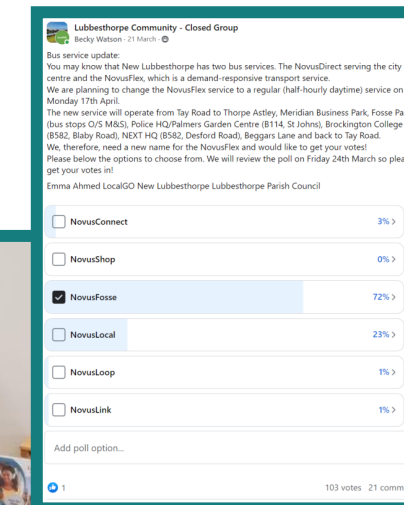 Lubbesthorpe Community - Closed Group
Becky Watson · 21 March ·
Bus service update:
You may know that New Lubbesthorpe has two bus services. The NovusDirect serving the city
centre and the NovusFlex, which is a demand-responsive transport service.
We are planning to change the NovusFlex service to a regular (half-hourly daytime) service on
Monday 17th April.
The new service will operate from Tay Road to Thorpe Astley, Meridian Business Park, Fosse Pa
(bus stops O/S M&S), Police HQ/Palmers Garden Centre (B114, St Johns), Brockington College
(B582, Blaby Road), NEXT HQ (B582, Desford Road), Beggars Lane and back to Tay Road.
We, therefore, need a new name for the NovusFlex and would like to get your votes!
Please below the options to choose from. We will review the poll on Friday 24th March so plea
get your votes in!
Emma Ahmed LocalGO New Lubbesthorpe Lubbesthorpe Parish Council
NovusConnect 3% >
NovusShop 0% >
NovusFosse 72% >
NovusLocal 23% >
NovusLoop 1% >
NovusLink 1% >
Add poll option...
1 103 votes 21 comm